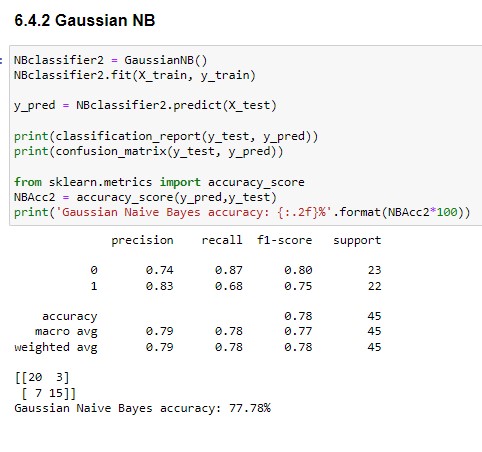 6.4.2 Gaussian NB
: NBclassifier2 = GaussianNB()
NBclassifier2.fit(X_train, y_train)
y_pred = NBclassifier2.predict(X_test)
print(classification_report(y_test, y_pred))
print(confusion_matrix(y_test, y_pred))
from sklearn.metrics import accuracy_score
NBAcc2 = accuracy_score(y_pred,y_test)
print('Gaussian Naive Bayes accuracy: {:.2f}%'.format(NBAcc2*100))
precision recall f1-score support
0 0.74 0.87 0.80 23
1 0.83 0.68 0.75 22
accuracy 0.78 45
macro avg 0.79 0.78 0.77 45
weighted avg 0.79 0.78 0.78 45
[[20 3]
[ 7 15]]
Gaussian Naive Bayes accuracy: 77.78%